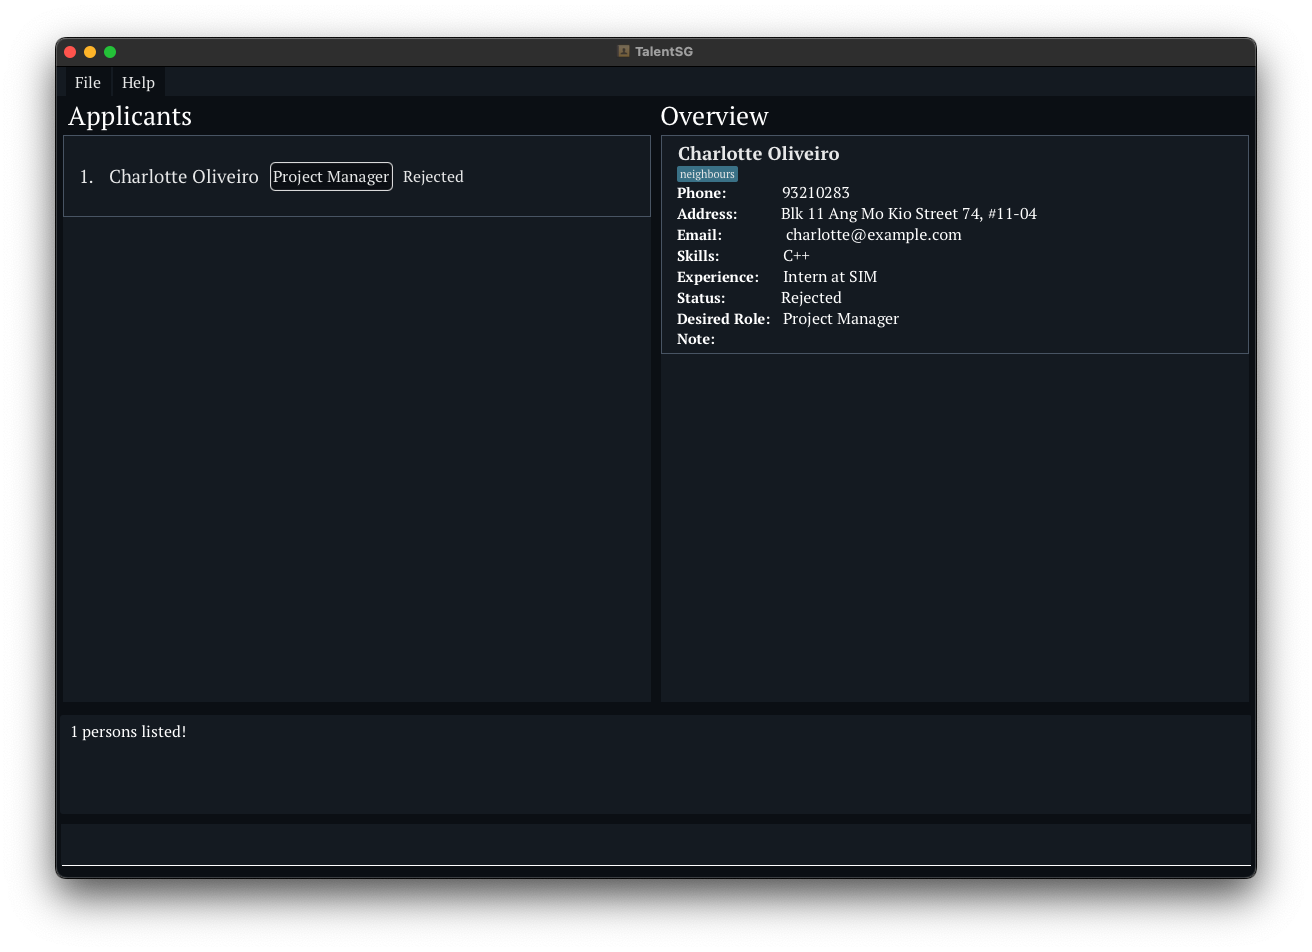 TalentSG
File Help
Applicants
1. Charlotte Oliveiro Project Manager Rejected
Overview
Charlotte Oliveiro
neighbours
Phone: 93210283
Address: Blk 11 Ang Mo Kio Street 74, #11-04
Email: charlotte@example.com
Skills: C++
Experience: Intern at SIM
Status: Rejected
Desired Role: Project Manager
Note:
1 persons listed!